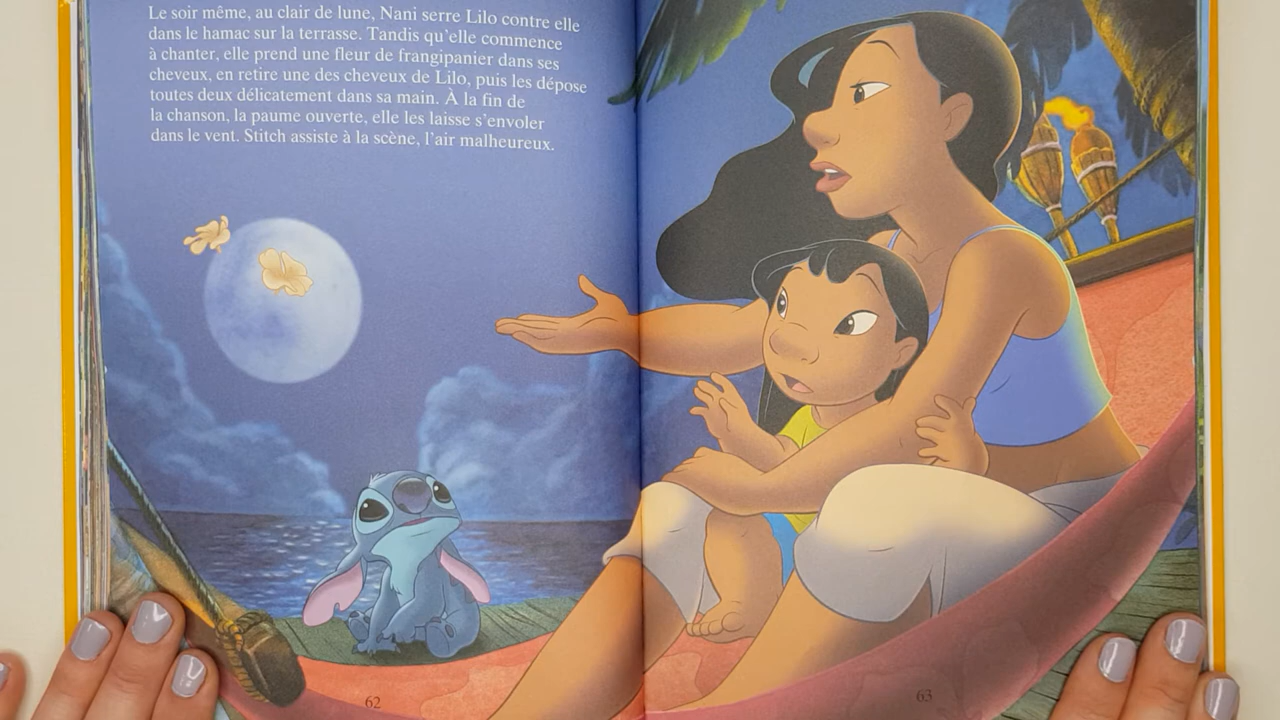 Le soir même, au clair de lune, Nani serre Lilo contre elle
dans le hamac sur la terrasse. Tandis qu'elle commence
à chanter, elle prend une fleur de frangipanier dans ses
cheveux, en retire une des cheveux de Lilo, puis les dépose
toutes deux délicatement dans sa main. À la fin de
la chanson, la paume ouverte, elle les laisse s'envoler
dans le vent. Stitch assiste à la scène, l'air malheureux.
62
63